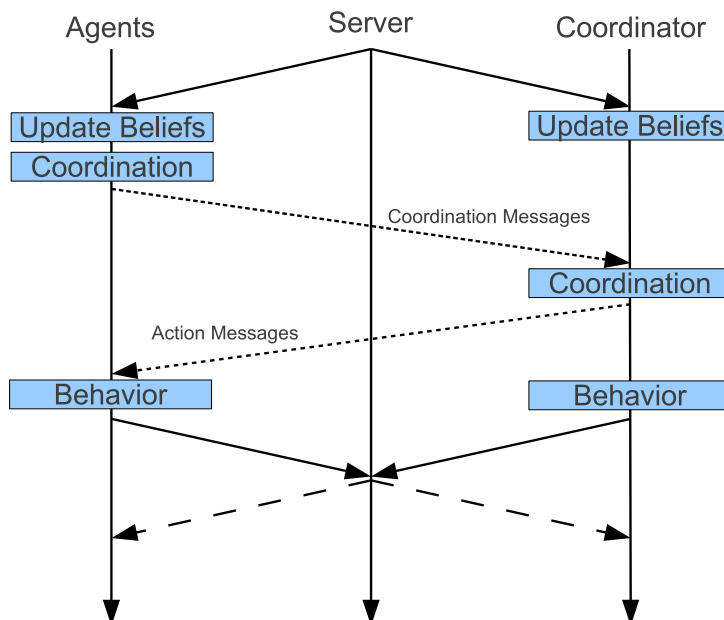 Agents
Server
Coordinator
Update Beliefs
Update Beliefs
Coordination
Coordination Messages
Coordination
Action Messages
Behavior
Behavior